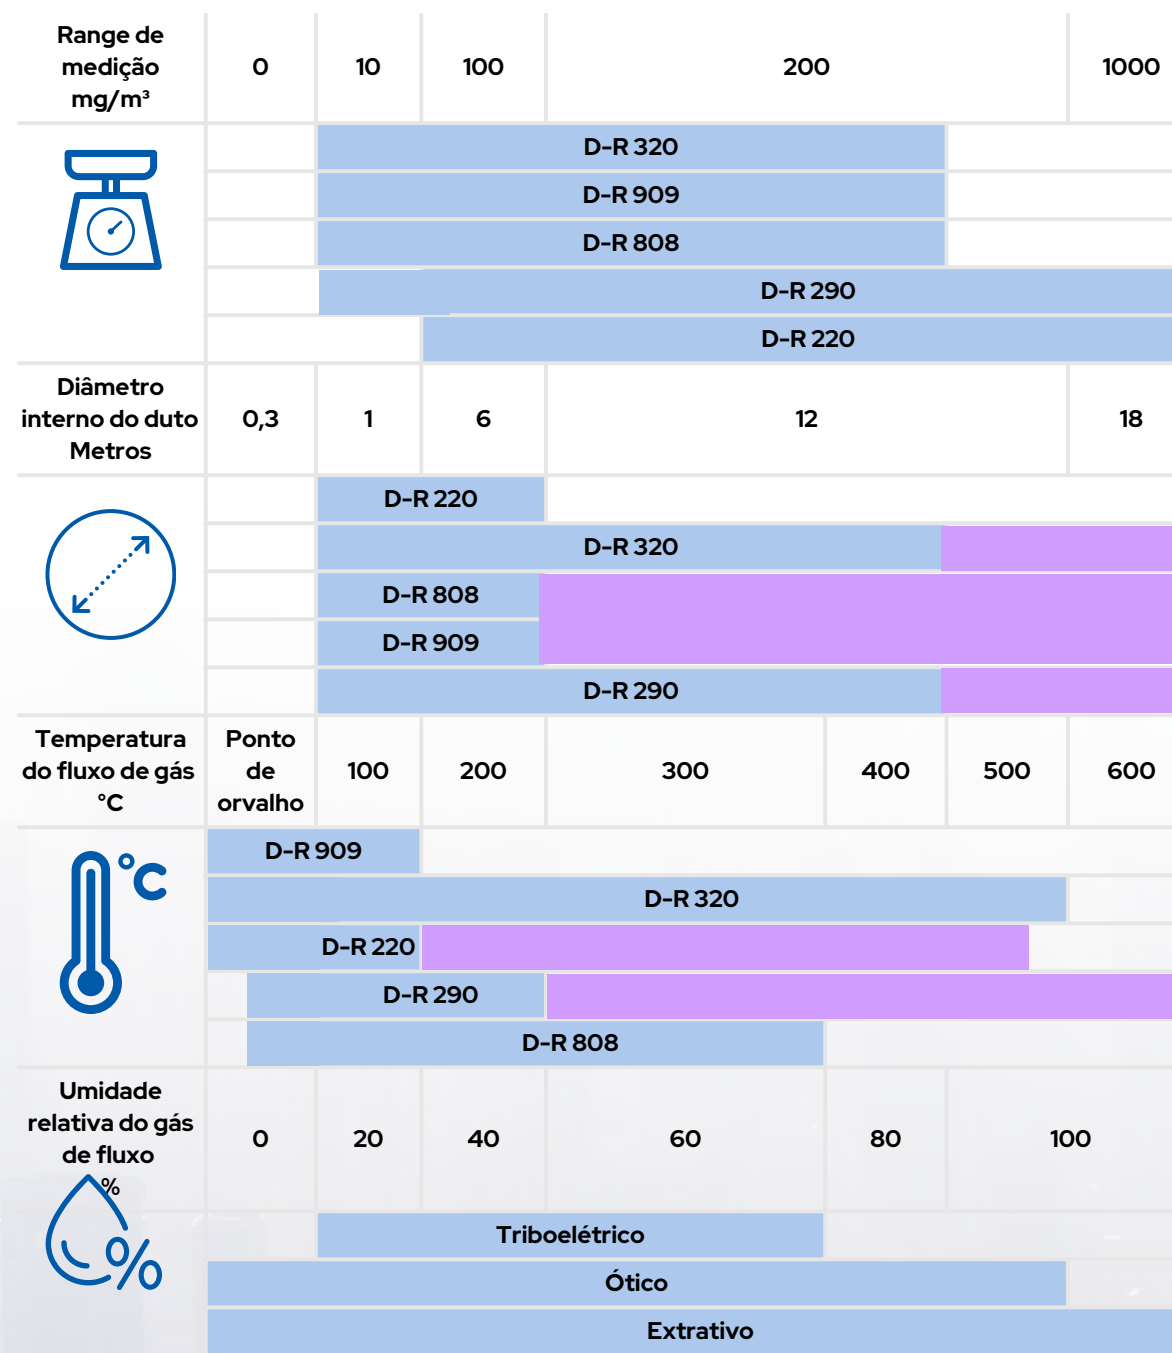 Range de
medição
mg/m³
0
10
100
200
1000
D-R 320
D-R 909
D-R 808
D-R 290
D-R 220
Diâmetro
interno do duto
Metros
0,3
1
6
12
18
D-R 220
D-R 320
D-R 808
D-R 909
D-R 290
Temperatura
do fluxo de gás
°C
Ponto
de
orvalho
100
200
300
400
500
600
°C
D-R 909
D-R 320
D-R 220
D-R 290
D-R 808
Umidade
relativa do gás
de fluxo
%
0
20
40
60
80
100
%
Triboelétrico
Ótico
Extrativo